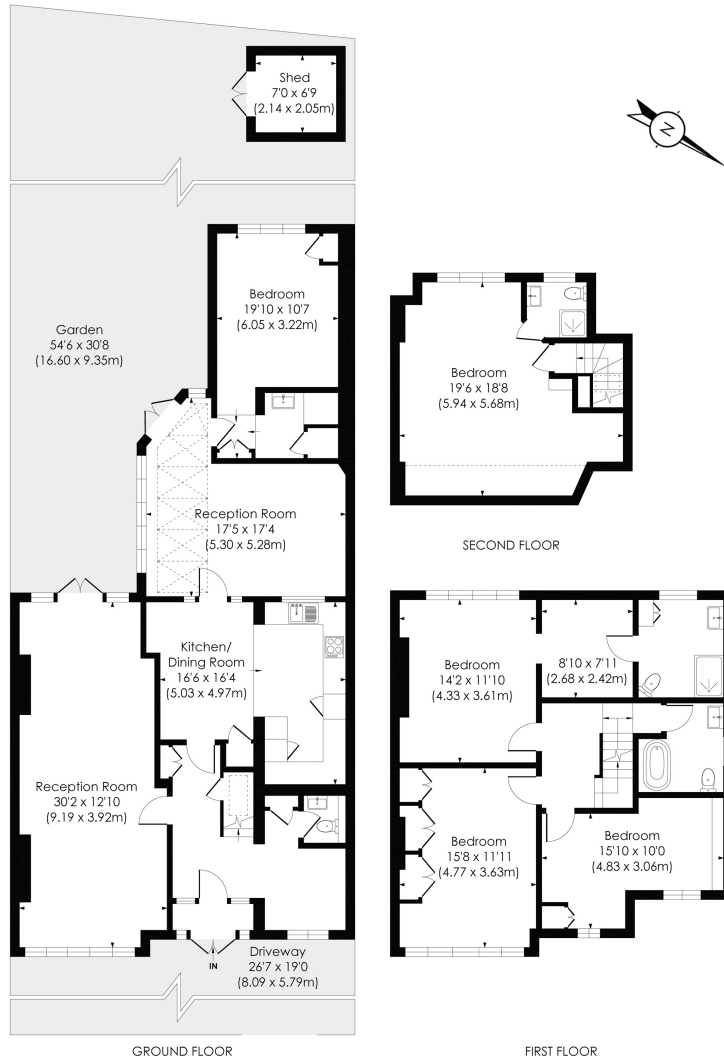 Shed
7'0 x 6'9
(2.14 x 2.05m)
N
Bedroom
19'10 x 10'7
(6.05 x 3.22m)
Garden
54'6 x 30'8
(16.60 x 9.35m)
Reception Room
17'5 x 17'4
(5.30 x 5.28m)
Kitchen/
Dining Room
16'6 x 16'4
(5.03 x 4.97m)
Reception Room
30'2 x 12'10
(9.19 x 3.92m)
IN
Driveway
26'7 x 19'0
(8.09 x 5.79m)
GROUND FLOOR
Bedroom
19'6 x 18'8
(5.94 x 5.68m)
SECOND FLOOR
Bedroom
14'2 x 11'10
(4.33 x 3.61m)
8'10 x 7'11
(2.68 x 2.42m)
Bedroom
15'8 x 11'11
(4.77 x 3.63m)
Bedroom
15'10 x 10'0
(4.83 x 3.06m)
FIRST FLOOR